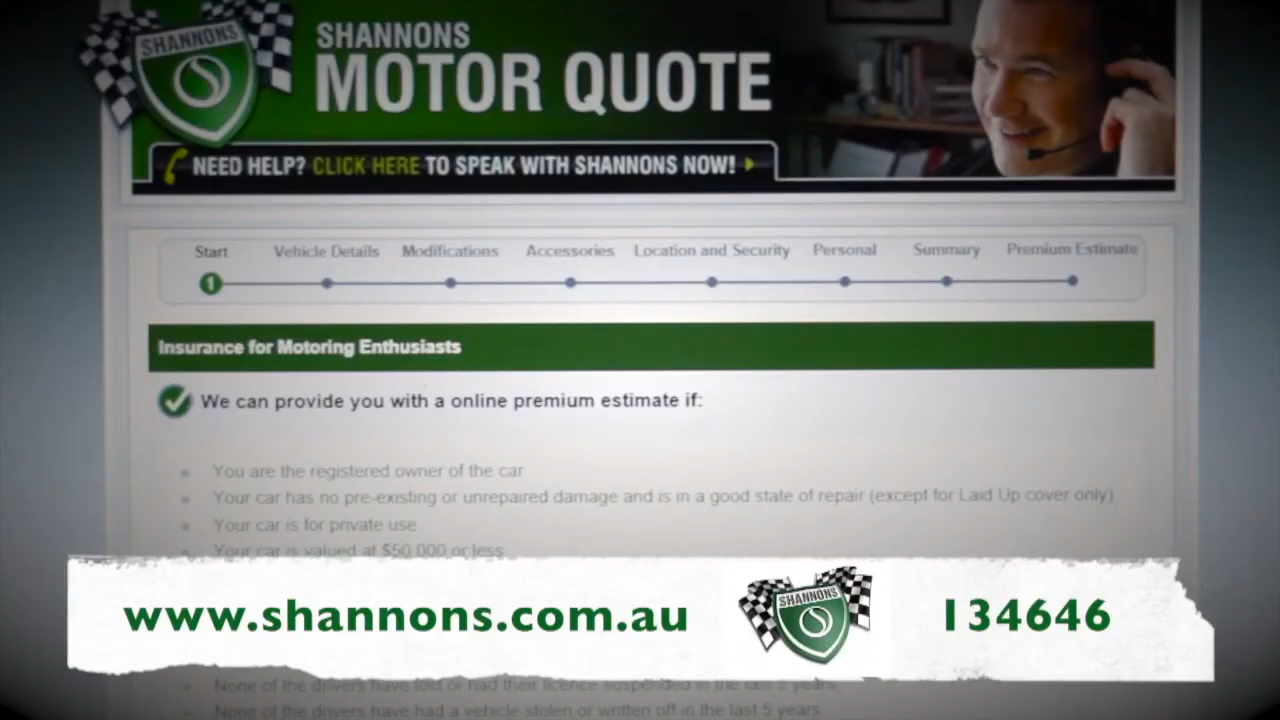 SHANNONS
SHANNONS
MOTOR QUOTE
NEED HELP? CLICK HERE TO SPEAK WITH SHANNONS NOW!
Start Vehicle Details Modifications Accessories Location and Security Personal Summary Premium Estimate
1
Insurance for Motoring Enthusiasts
We can provide you with a online premium estimate if:
You are the registered owner of the car
Your car has no pre-existing or unrepaired damage and is in a good state of repair (except for Laid Up cover only)
Your car is for private use
Your car is valued at $50,000 or less
www.shannons.com.au SHANNONS 134646
None of the drivers have lost or had their licence suspended in the last 5 years
None of the drivers have had a vehicle stolen or written off in the last 5 years